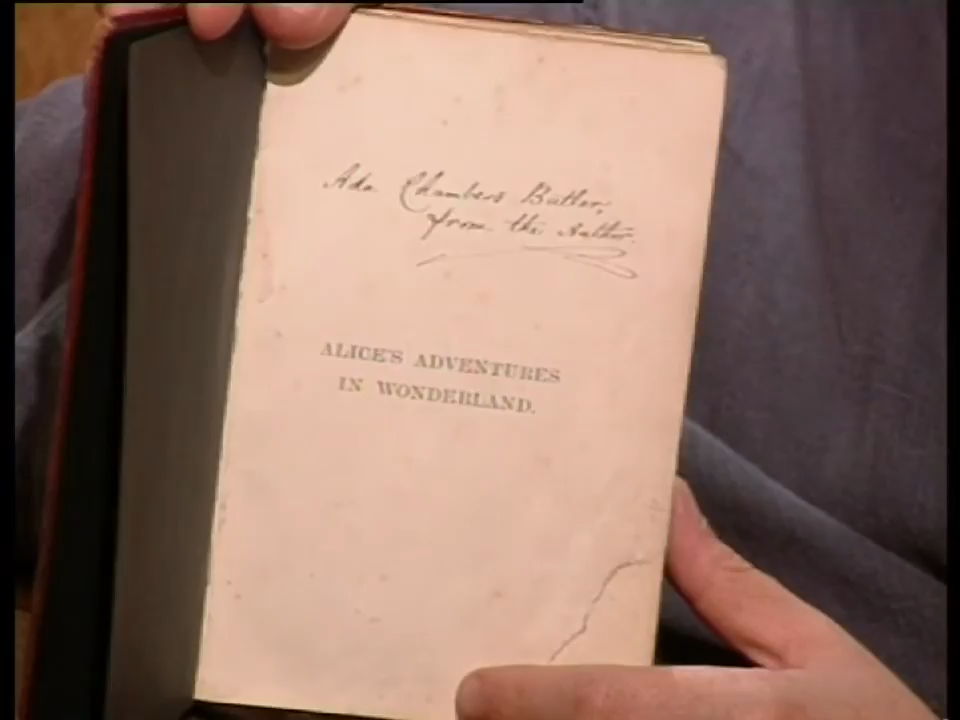 Ada Chambers Butler,
from the Author.
ALICE'S ADVENTURES
IN WONDERLAND.